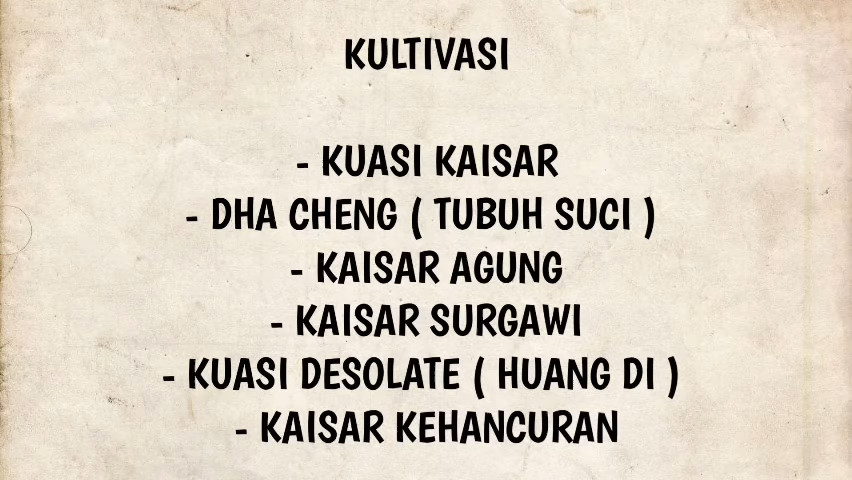 KULTIVASI
- KUASI KAISAR
- DHA CHENG ( TUBUH SUCI )
- KAISAR AGUNG
- KAISAR SURGAWI
- KUASI DESOLATE ( HUANG DI )
- KAISAR KEHANCURAN